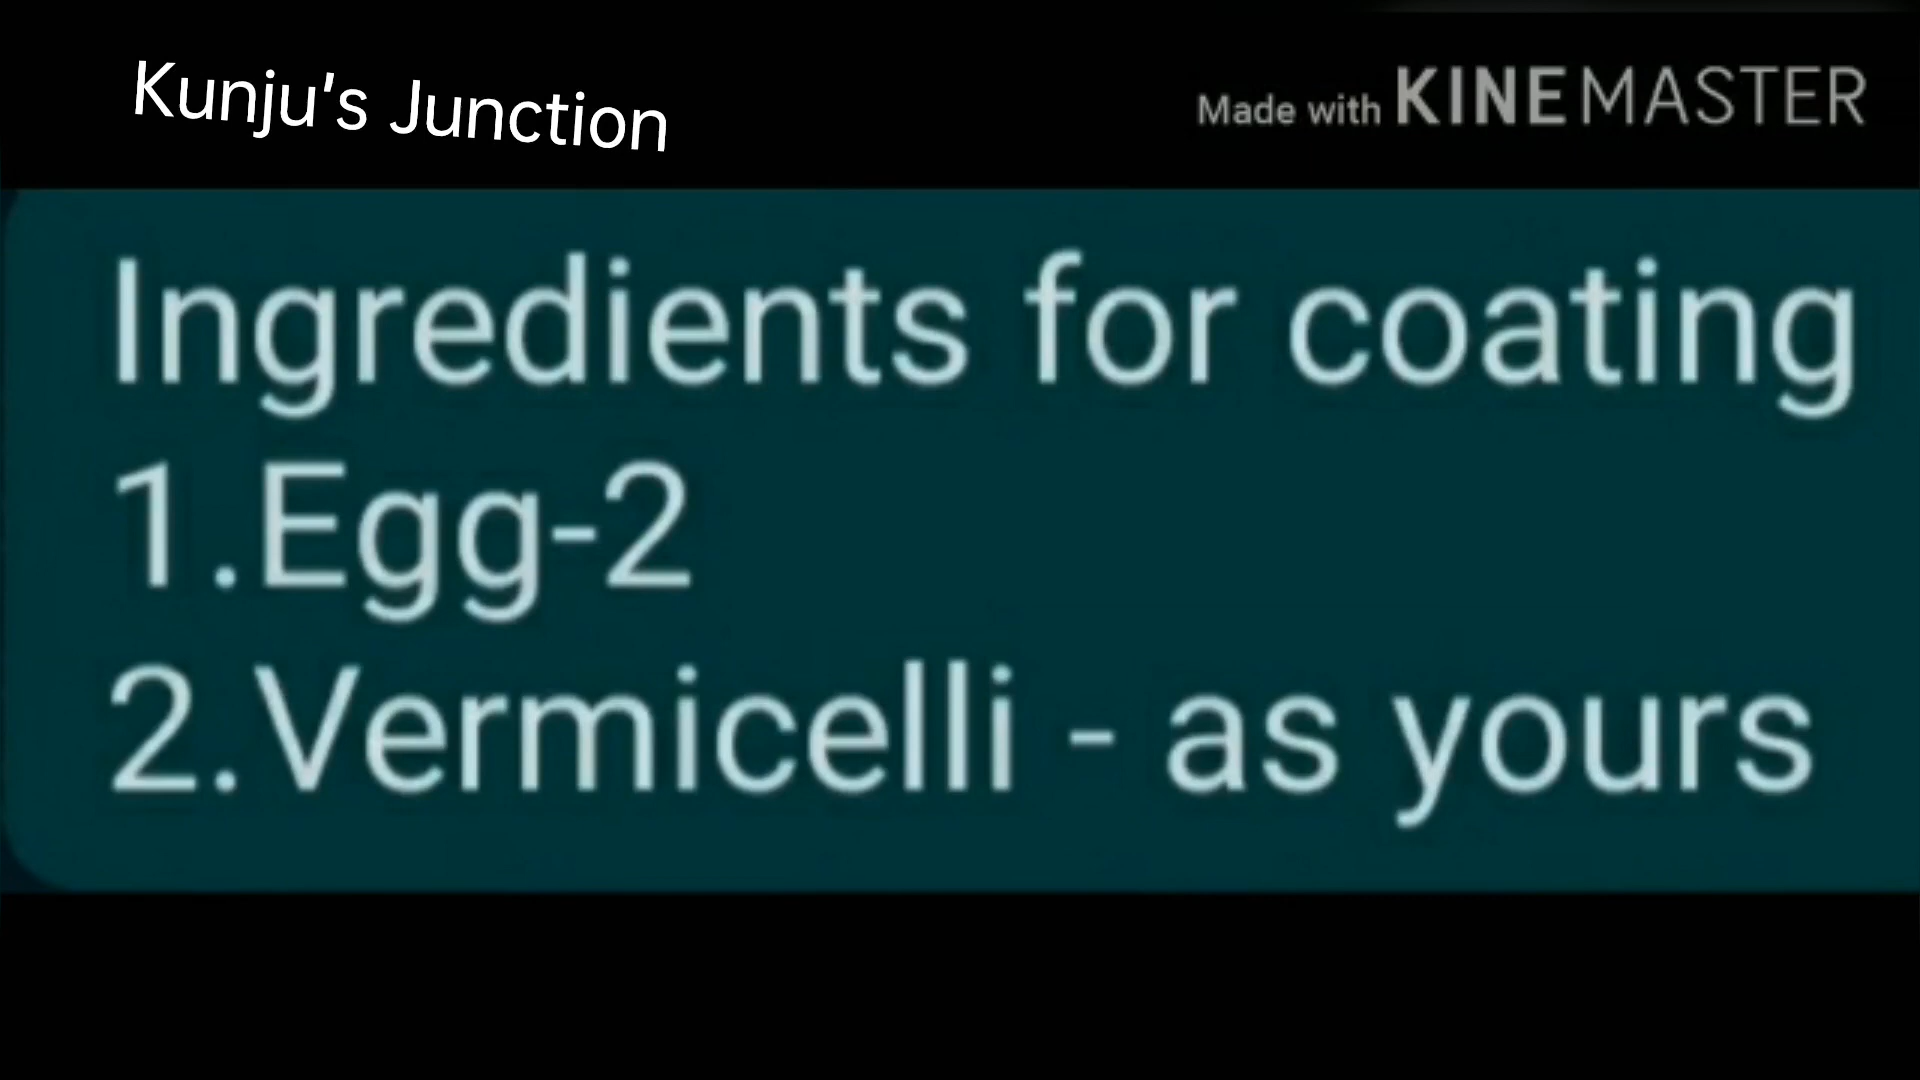 Kunju's Junction
Made with KINEMASTER
Ingredients for coating
1.Egg-2
2.Vermicelli - as yours